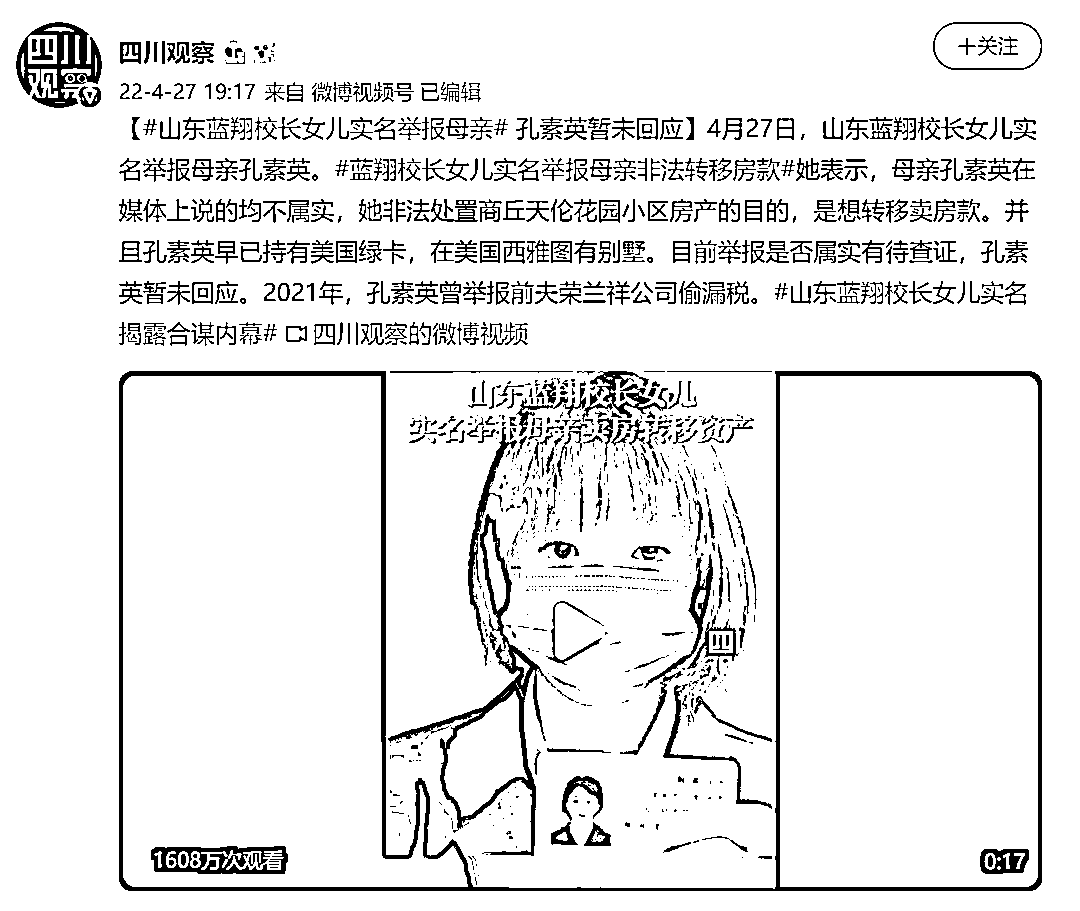 四川观察
四川观察
+关注
22-4-27 19:17 来自 微博视频号 已编辑
【#山东蓝翔校长女儿实名举报母亲# 孔素英暂未回应】4月27日，山东蓝翔校长女儿实
名举报母亲孔素英。#蓝翔校长女儿实名举报母亲非法转移房款#她表示，母亲孔素英在
媒体上说的均不属实，她非法处置商丘天伦花园小区房产的目的，是想转移卖房款。并
且孔素英早已持有美国绿卡，在美国西雅图有别墅。目前举报是否属实有待查证，孔素
英暂未回应。2021年，孔素英曾举报前夫荣兰祥公司偷漏税。#山东蓝翔校长女儿实名
揭露合谋内幕# 四川观察的微博视频
山东蓝翔校长女儿
实名举报母亲卖房转移资产
四
1608万次观看
0:17